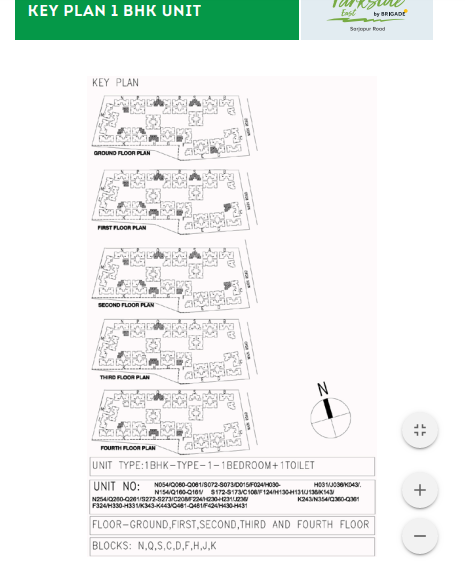 KEY PLAN 1 BHK UNIT
Parkside
East by BRIGADE
Sarjapur Road
KEY PLAN
GROUND FLOOR PLAN
FIRST FLOOR PLAN
SECOND FLOOR PLAN
THIRD FLOOR PLAN
N
FOURTH FLOOR PLAN
UNIT TYPE:1BHK-TYPE-1-1BEDROOM+1TOILET
UNIT NO: N054/Q060-Q061/S072-S073/D015/F024/H030- H031/J036/K043/.
N154/Q160-Q161/ S172-S173/C108/F124/H130-H131/J136/K143/
N254/Q260-Q261/S272-S273/C208/F224/H230-H231/J236/ K243/N354/Q360-Q361
F324/H330-H331/K343-K443/Q461-Q461/F424/H430-H431
FLOOR-GROUND,FIRST,SECOND,THIRD AND FOURTH FLOOR
BLOCKS: N,Q,S,C,D,F,H,J,K